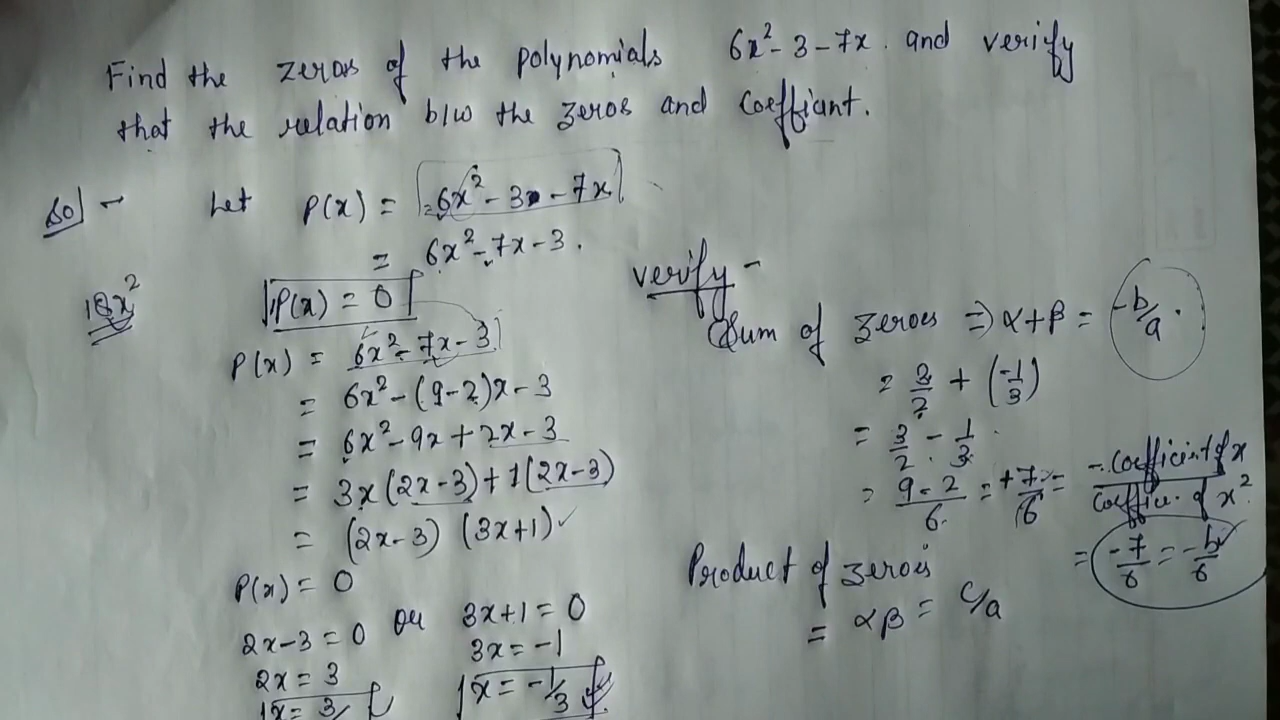 Find the zeros of the polynomials 6x² - 3 - 7x. and verify
that the relation b/w the zeros and coefficiant.
Sol - Let P(x) = 6x² - 3 - 7x
= 6x² - 7x - 3.
18x²
P(x) = 0
P(x) = 6x² - 7x - 3
= 6x² - (9-2)x - 3
= 6x² - 9x + 2x - 3
= 3x(2x-3) + 1(2x-3)
= (2x-3) (3x+1)
P(x) = 0
2x-3 = 0 or 3x+1 = 0
2x = 3
3x = -1
x = 3/
x = -1/3
verify -
Sum of zeroes => α+β = -b/a.
= 3/2 + (-1/3)
= 3/2 - 1/3.
= 9-2/6 = +7/6 = - coefficient of x / coeffic. of x²
= -7/6 = -b/6
Product of zerois
= αβ = c/a